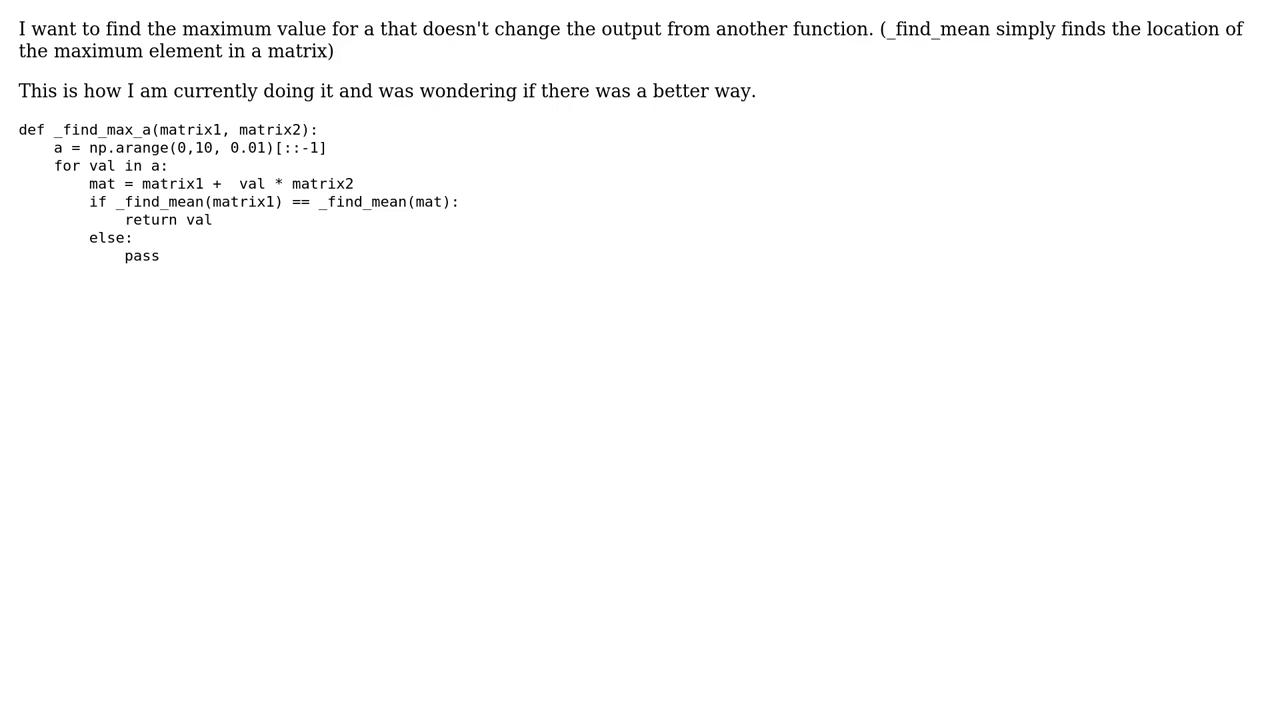 I want to find the maximum value for a that doesn't change the output from another function. (_find_mean simply finds the location of
the maximum element in a matrix)
This is how I am currently doing it and was wondering if there was a better way.
def _find_max_a(matrix1, matrix2):
    a = np.arange(0,10, 0.01)[::-1]
    for val in a:
        mat = matrix1 +  val * matrix2
        if _find_mean(matrix1) == _find_mean(mat):
            return val
        else:
            pass